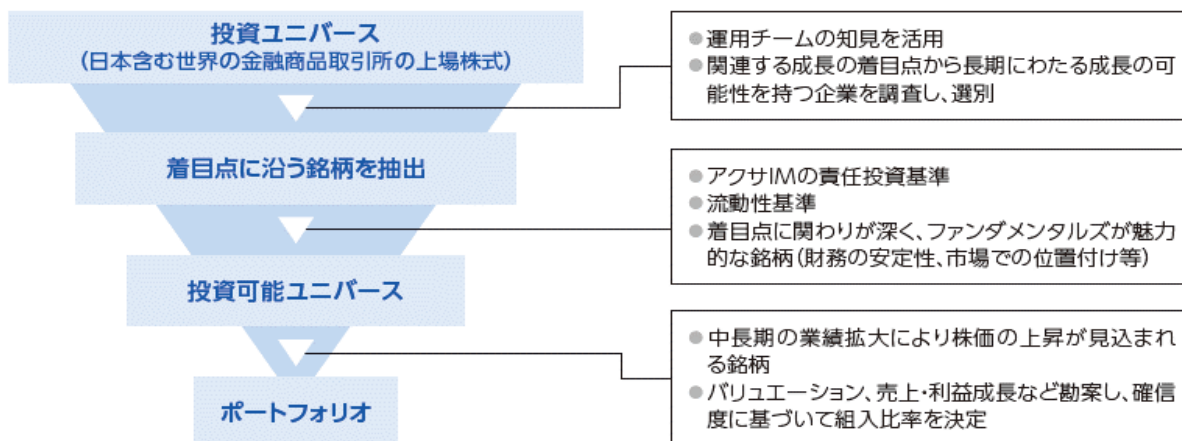 投資ユニバース
（日本含む世界の金融商品取引所の上場株式）
●運用チームの知見を活用
●関連する成長の着目点から長期にわたる成長の可
能性を持つ企業を調査し、選別
着目点に沿う銘柄を抽出
●アクサIMの責任投資基準
●流動性基準
●着目点に関わりが深く、ファンダメンタルズが魅力
的な銘柄（財務の安定性、市場での位置付け等）
投資可能ユニバース
●中長期の業績拡大により株価の上昇が見込まれ
る銘柄
●バリュエーション、売上・利益成長など勘案し、確信
度に基づいて組入比率を決定
ポートフォリオ